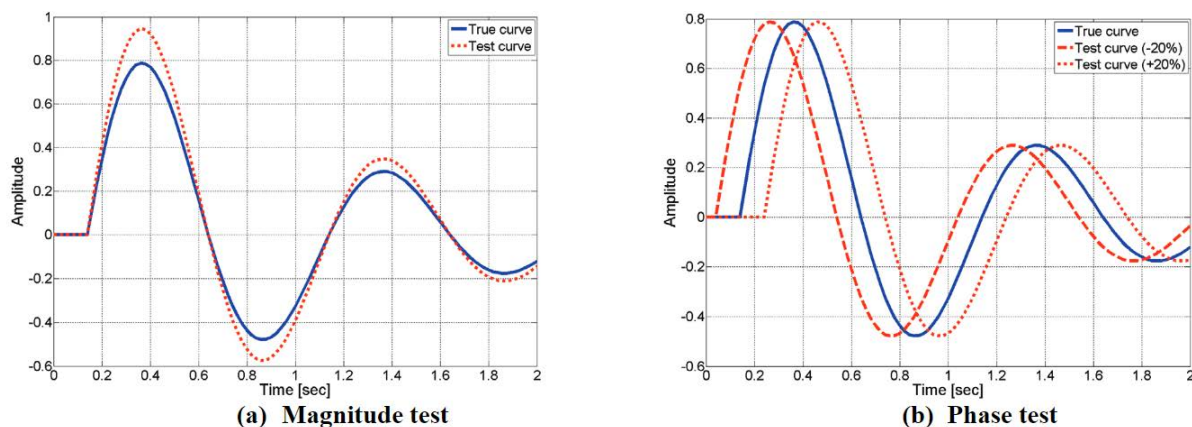 1
0.8
0.6
0.4
0.2
0
-0.2
-0.4
-0.6
0 0.2 0.4 0.6 0.8 1 1.2 1.4 1.6 1.8 2
Amplitude
Time [sec]
True curve
Test curve
(a) Magnitude test
0.8
0.6
0.4
0.2
0
-0.2
-0.4
-0.6
0 0.2 0.4 0.6 0.8 1 1.2 1.4 1.6 1.8 2
Amplitude
Time [sec]
True curve
Test curve (-20%)
Test curve (+20%)
(b) Phase test